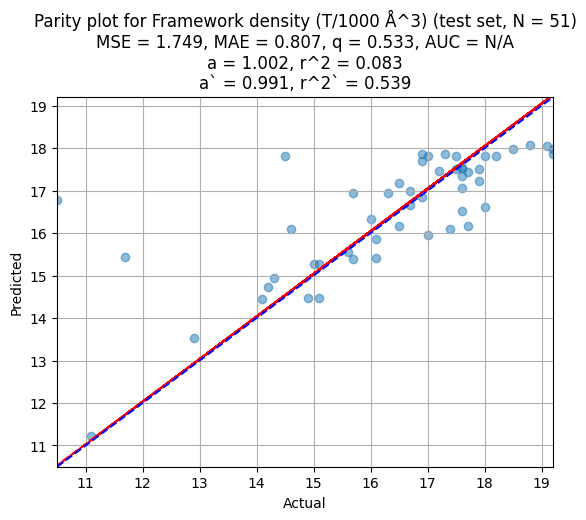 Parity plot for Framework density (T/1000 Å^3) (test set, N = 51)
MSE = 1.749, MAE = 0.807, q = 0.533, AUC = N/A
a = 1.002, r^2 = 0.083
a` = 0.991, r^2` = 0.539
19
18
17
16
15
14
13
12
11
Predicted
11 12 13 14 15 16 17 18 19
Actual